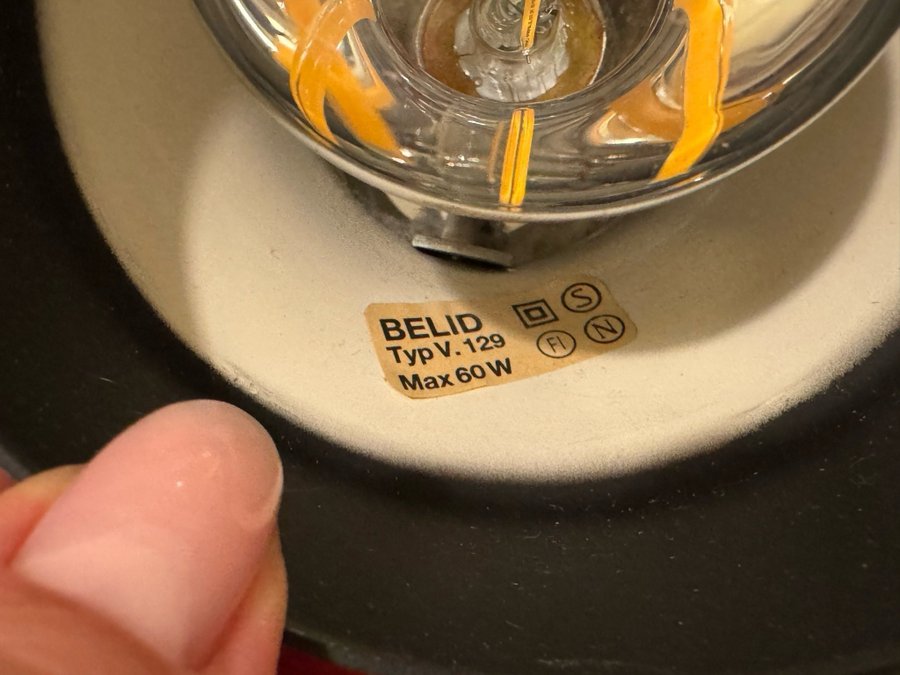 BELID S
Typ V. 129 FI N
Max 60 W